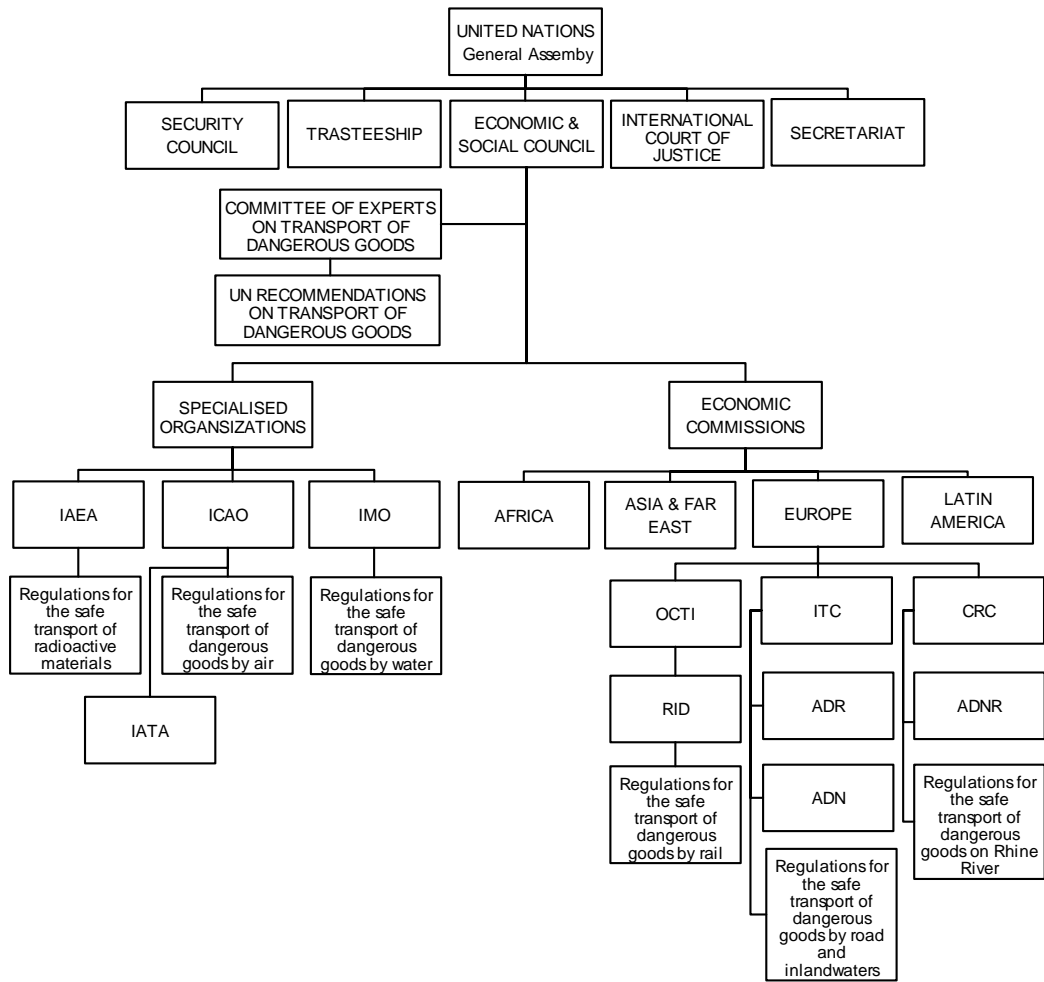 UNITED NATIONS
General Assemby
SECURITY
COUNCIL
TRASTEESHIP
ECONOMIC &
SOCIAL COUNCIL
INTERNATIONAL
COURT OF
JUSTICE
SECRETARIAT
COMMITTEE OF EXPERTS
ON TRANSPORT OF
DANGEROUS GOODS
UN RECOMMENDATIONS
ON TRANSPORT OF
DANGEROUS GOODS
SPECIALISED
ORGANSIZATIONS
ECONOMIC
COMMISSIONS
IAEA
ICAO
IMO
AFRICA
ASIA & FAR
EAST
EUROPE
LATIN
AMERICA
Regulations for
the safe
transport of
radioactive
materials
Regulations for
the safe
transport of
dangerous
goods by air
Regulations for
the safe
transport of
dangerous
goods by water
IATA
OCTI
ITC
CRC
RID
ADR
ADNR
Regulations for
the safe
transport of
dangerous
goods by rail
ADN
Regulations for
the safe
transport of
dangerous
goods on Rhine
River
Regulations for
the safe
transport of
dangerous
goods by road
and
inlandwaters